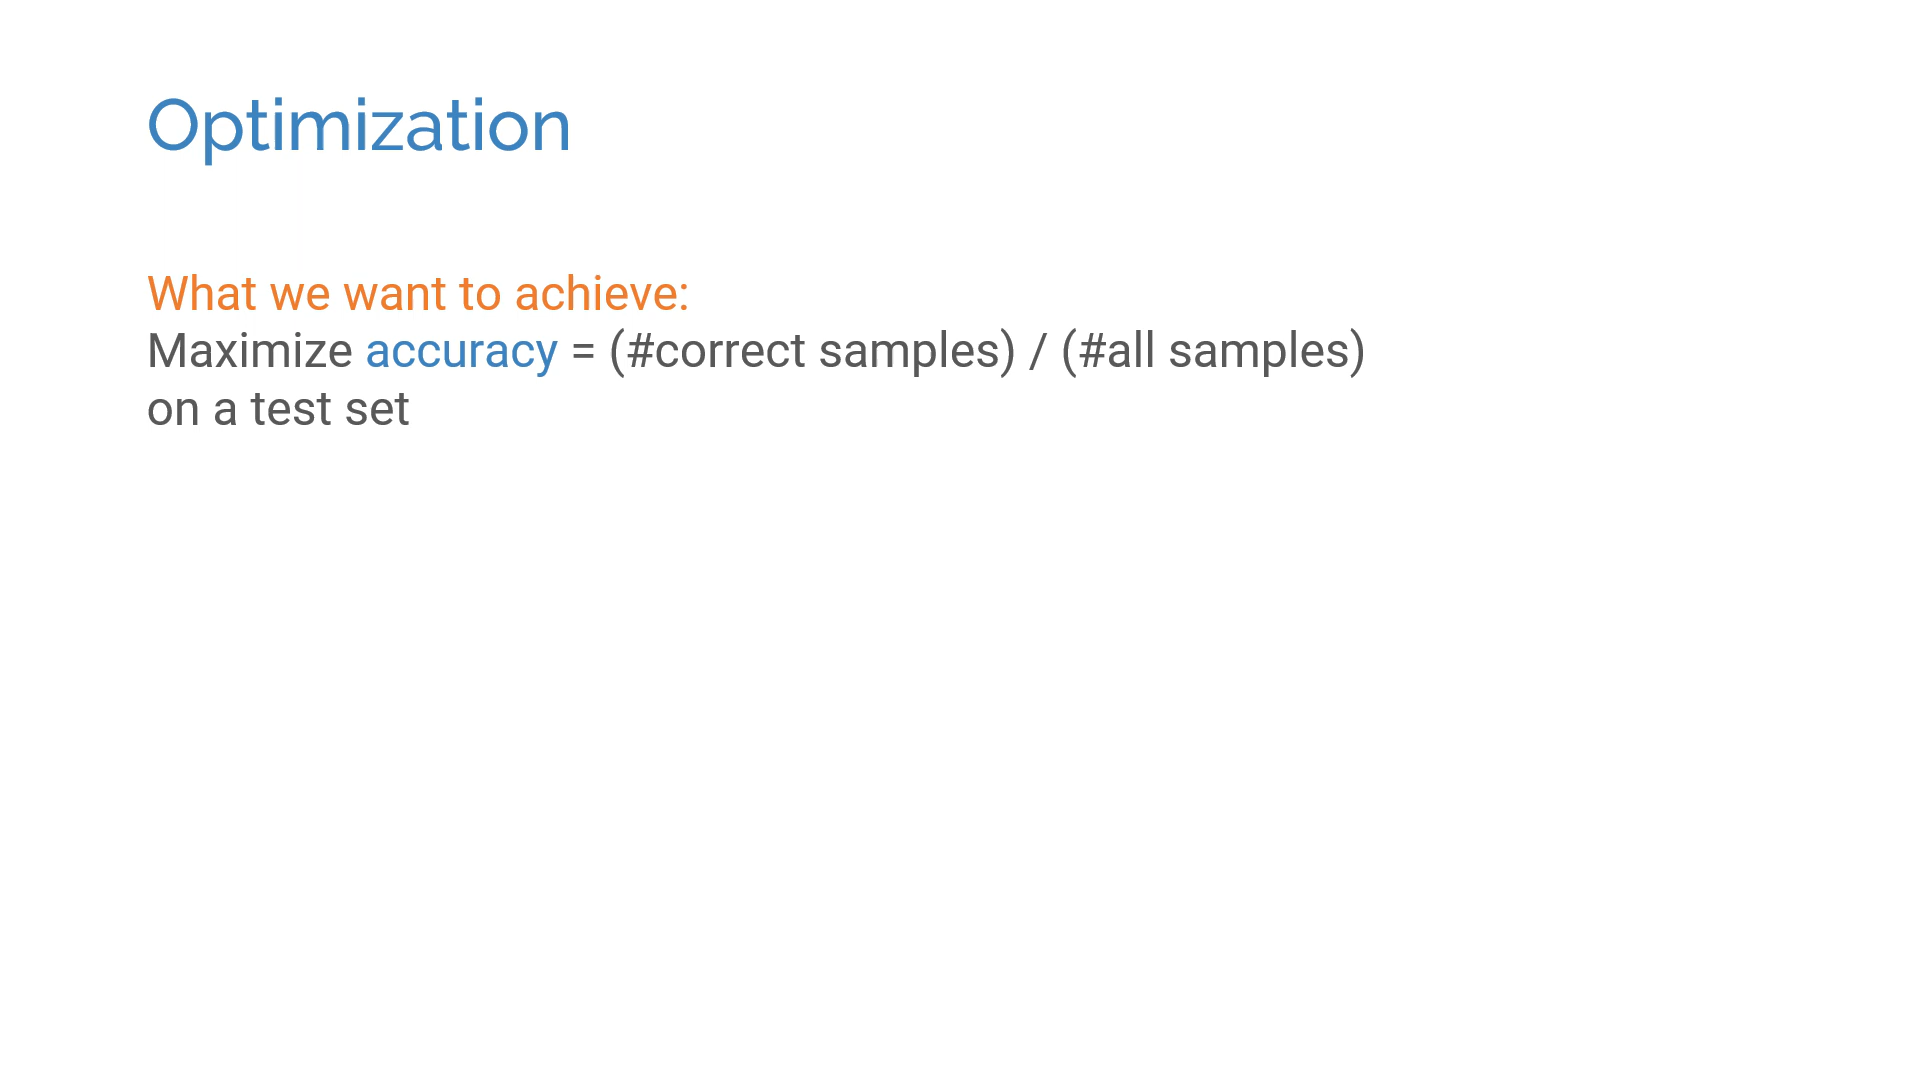 Optimization
What we want to achieve:
Maximize accuracy = (#correct samples) / (#all samples)
on a test set